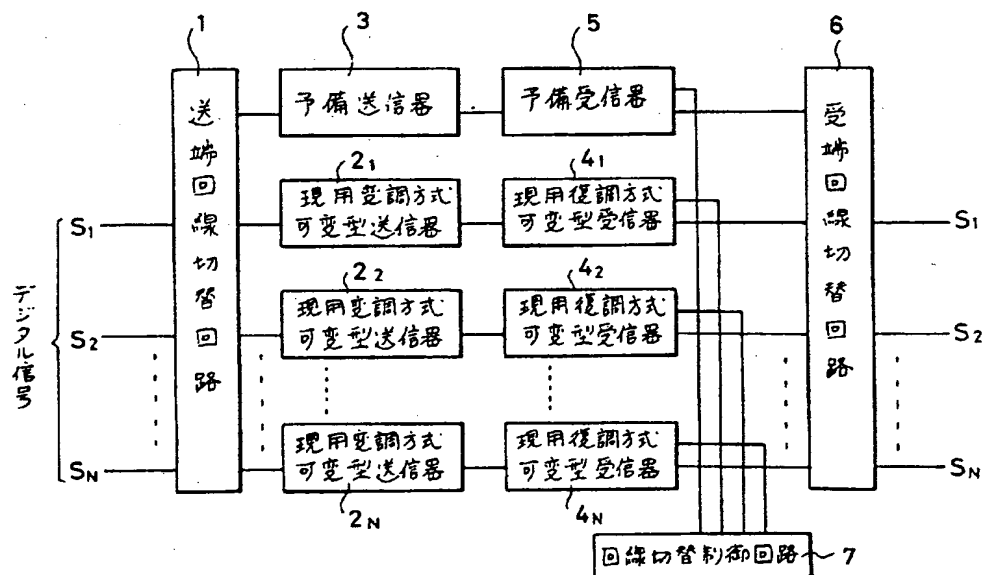 1
3
5
6
送端回線切替回路
予備送信器
予備受信器
受端回線切替回路
2₁
4₁
現用変調方式
可変型送信器
現用復調方式
可変型受信器
S₁
S₁
2₂
4₂
現用変調方式
可変型送信器
現用復調方式
可変型受信器
デジタル信号
S₂
S₂
現用変調方式
可変型送信器
現用復調方式
可変型受信器
S_N
S_N
2_N
4_N
回線切替制御回路
7